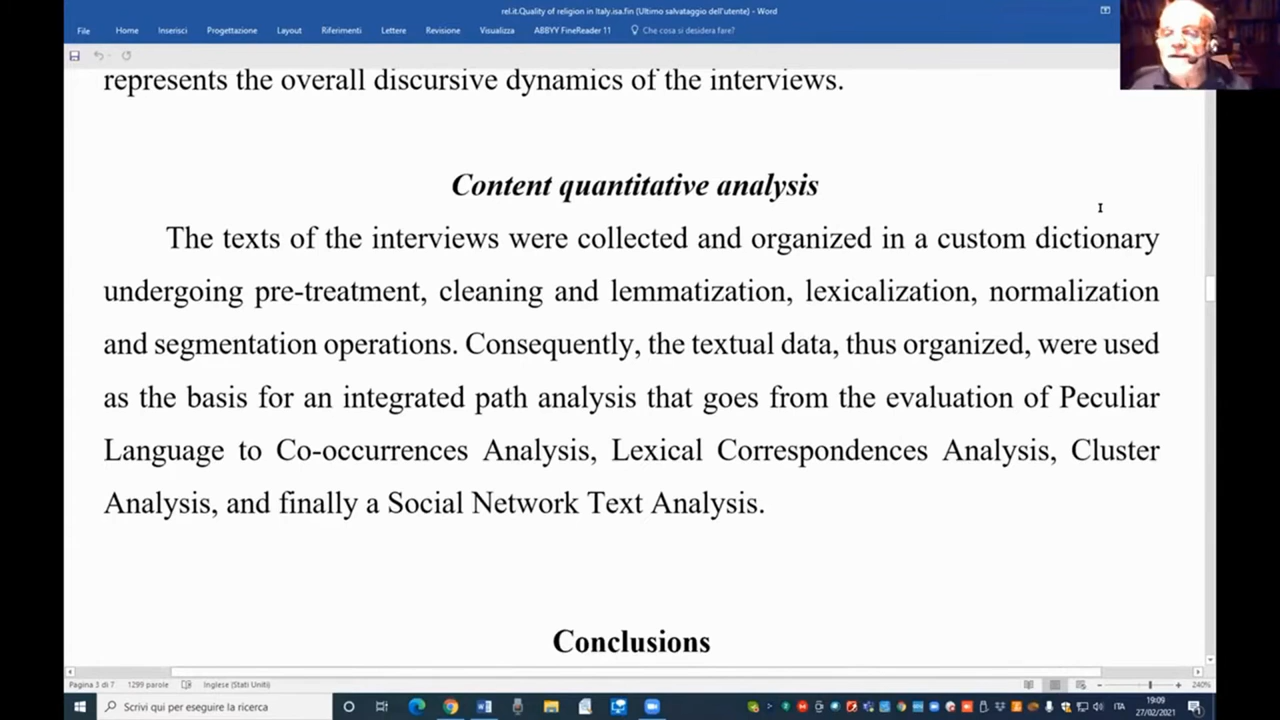 rel.it.Quality of religion in Italy.isa.fin (Ultimo salvataggio dell'utente) - Word
File Home Inserisci Progettazione Layout Riferimenti Lettere Revisione Visualizza ABBYY FineReader 11 Che cosa si desidera fare?
represents the overall discursive dynamics of the interviews.
Content quantitative analysis
The texts of the interviews were collected and organized in a custom dictionary
undergoing pre-treatment, cleaning and lemmatization, lexicalization, normalization
and segmentation operations. Consequently, the textual data, thus organized, were used
as the basis for an integrated path analysis that goes from the evaluation of Peculiar
Language to Co-occurrences Analysis, Lexical Correspondences Analysis, Cluster
Analysis, and finally a Social Network Text Analysis.
Conclusions
Pagina 3 di 7 1299 parole Inglese (Stati Uniti) 240%
Scrivi qui per eseguire la ricerca ITA 19:09
27/02/2021